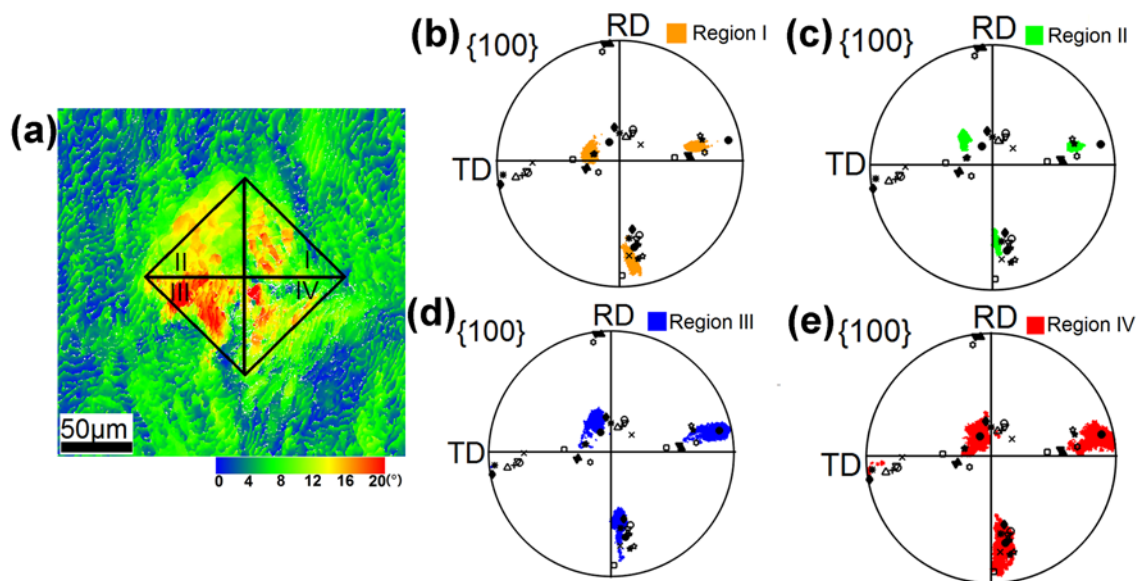 (a)
II
I
III
IV
50µm
0 4 8 12 16 20(°)
(b) {100} RD Region I
TD
(c) {100} RD Region II
TD
(d) {100} RD Region III
TD
(e) {100} RD Region IV
TD